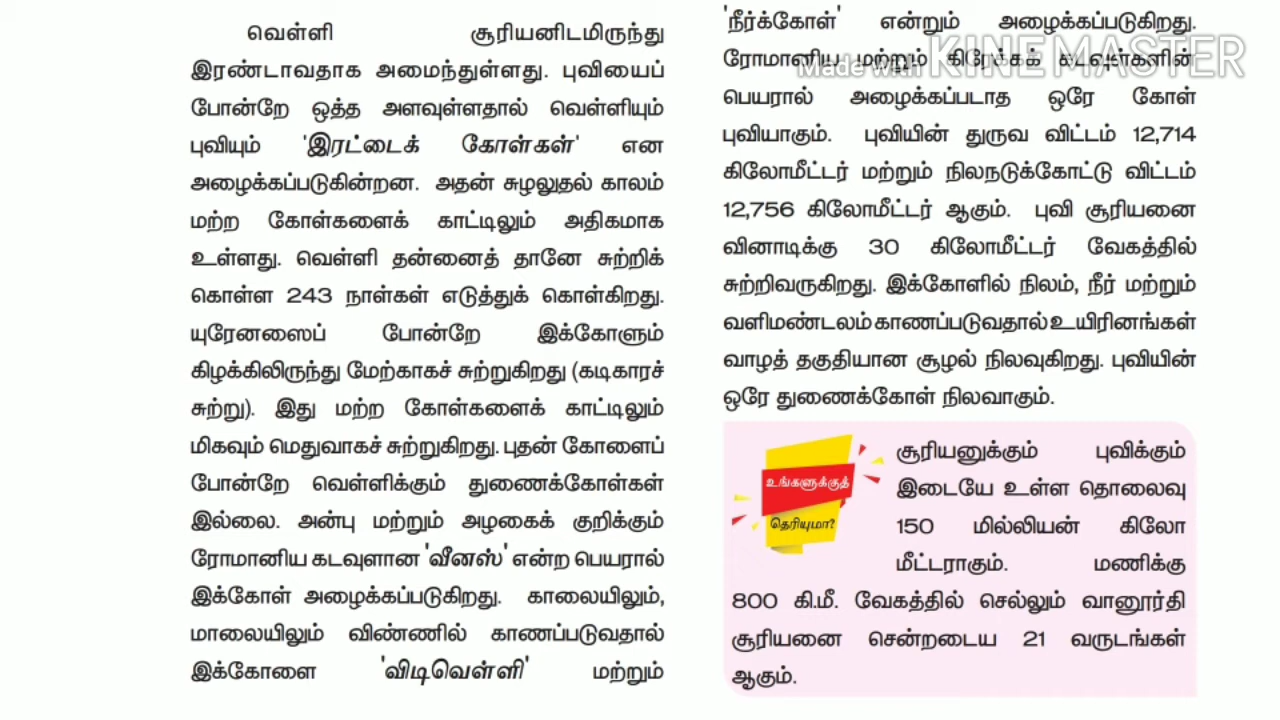 வெள்ளி சூரியனிடமிருந்து
இரண்டாவதாக அமைந்துள்ளது. புவியைப்
போன்றே ஒத்த அளவுள்ளதால் வெள்ளியும்
புவியும் 'இரட்டைக் கோள்கள்' என
அழைக்கப்படுகின்றன. அதன் சுழலுதல் காலம்
மற்ற கோள்களைக் காட்டிலும் அதிகமாக
உள்ளது. வெள்ளி தன்னைத் தானே சுற்றிக்
கொள்ள 243 நாள்கள் எடுத்துக் கொள்கிறது.
யுரேனஸைப் போன்றே இக்கோளும்
கிழக்கிலிருந்து மேற்காகச் சுற்றுகிறது (கடிகாரச்
சுற்று). இது மற்ற கோள்களைக் காட்டிலும்
மிகவும் மெதுவாகச் சுற்றுகிறது. புதன் கோளைப்
போன்றே வெள்ளிக்கும் துணைக்கோள்கள்
இல்லை. அன்பு மற்றும் அழகைக் குறிக்கும்
ரோமானிய கடவுளான 'வீனஸ்' என்ற பெயரால்
இக்கோள் அழைக்கப்படுகிறது. காலையிலும்,
மாலையிலும் விண்ணில் காணப்படுவதால்
இக்கோளை 'விடிவெள்ளி' மற்றும்
'நீர்க்கோள்' என்றும் அழைக்கப்படுகிறது.
ரோமானிய மற்றும் கிரேக்கக் கடவுள்களின்
Made with KINEMASTER
பெயரால் அழைக்கப்படாத ஒரே கோள்
புவியாகும். புவியின் துருவ விட்டம் 12,714
கிலோமீட்டர் மற்றும் நிலநடுக்கோட்டு விட்டம்
12,756 கிலோமீட்டர் ஆகும். புவி சூரியனை
வினாடிக்கு 30 கிலோமீட்டர் வேகத்தில்
சுற்றிவருகிறது. இக்கோளில் நிலம், நீர் மற்றும்
வளிமண்டலம் காணப்படுவதால் உயிரினங்கள்
வாழத் தகுதியான சூழல் நிலவுகிறது. புவியின்
ஒரே துணைக்கோள் நிலவாகும்.
உங்களுக்குத்
தெரியுமா?
சூரியனுக்கும் புவிக்கும்
இடையே உள்ள தொலைவு
150 மில்லியன் கிலோ
மீட்டராகும். மணிக்கு
800 கி.மீ. வேகத்தில் செல்லும் வானூர்தி
சூரியனை சென்றடைய 21 வருடங்கள்
ஆகும்.